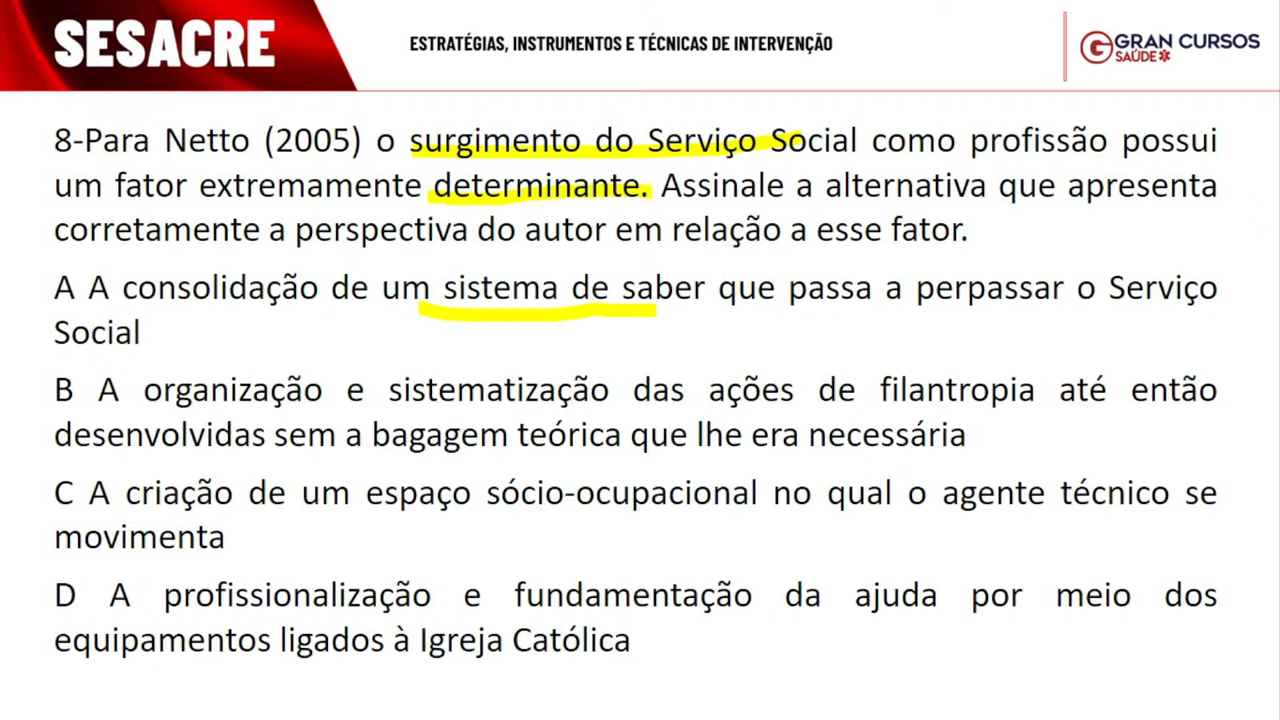 SESACRE
ESTRATÉGIAS, INSTRUMENTOS E TÉCNICAS DE INTERVENÇÃO
GRAN CURSOS
SAÚDE
8-Para Netto (2005) o surgimento do Serviço Social como profissão possui
um fator extremamente determinante. Assinale a alternativa que apresenta
corretamente a perspectiva do autor em relação a esse fator.
A A consolidação de um sistema de saber que passa a perpassar o Serviço
Social
B A organização e sistematização das ações de filantropia até então
desenvolvidas sem a bagagem teórica que lhe era necessária
C A criação de um espaço sócio-ocupacional no qual o agente técnico se
movimenta
D A profissionalização e fundamentação da ajuda por meio dos
equipamentos ligados à Igreja Católica